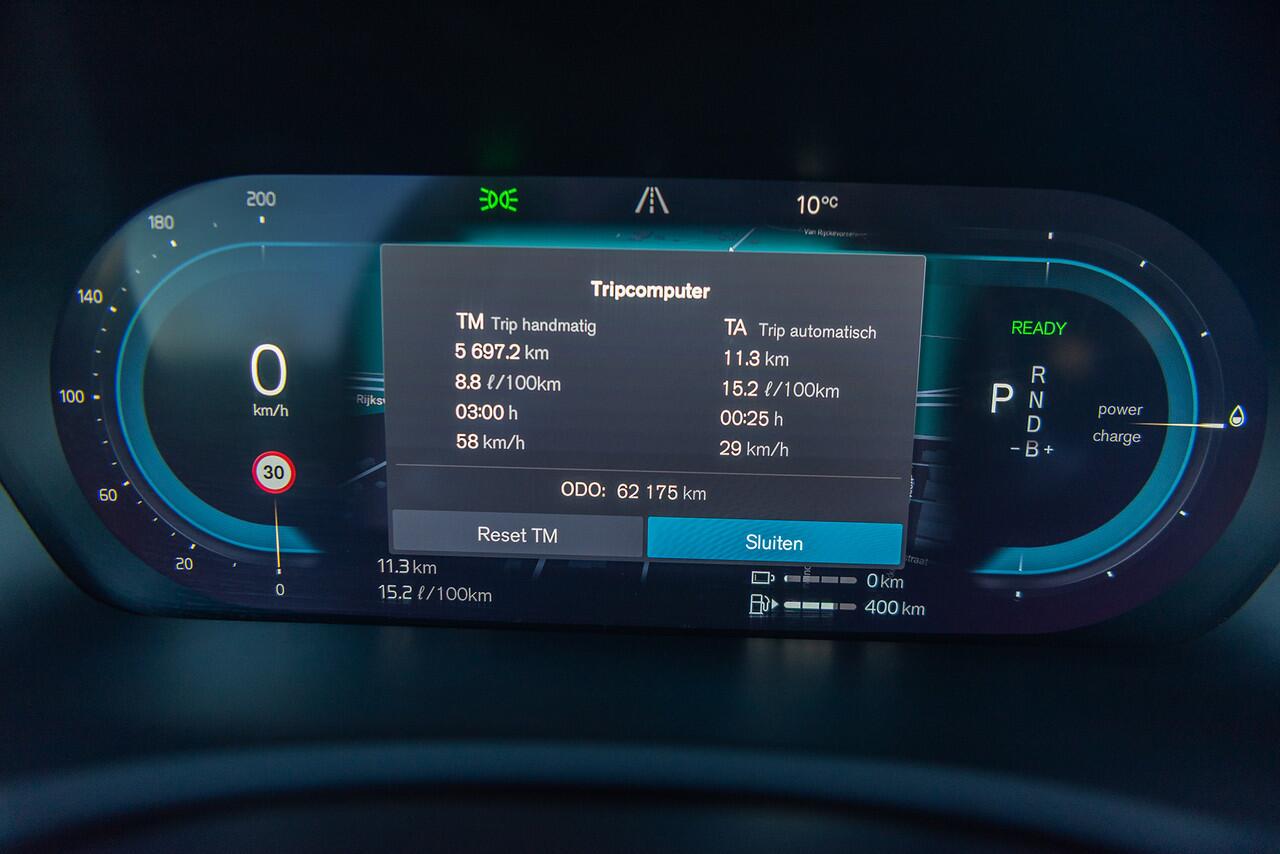 200
180
140
100
60
20
0
10°C
Van Rijckevorsel
0
km/h
30
Rijksw
Tripcomputer
TM Trip handmatig
5 697.2 km
8.8 ℓ/100km
03:00 h
58 km/h
TA Trip automatisch
11.3 km
15.2 ℓ/100km
00:25 h
29 km/h
ODO: 62 175 km
Reset TM
Sluiten
11.3 km
15.2 ℓ/100km
0 km
400 km
READY
P
R
N
D
-B+
power
charge